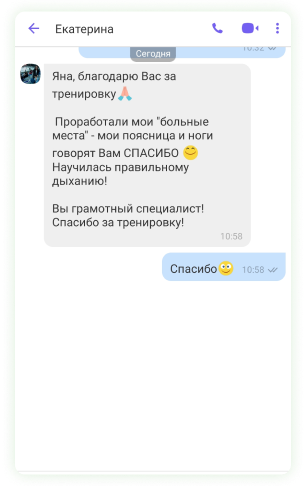 Екатерина
10:52
Сегодня
Яна, благодарю Вас за
тренировку🙏
Проработали мои "больные
места" - мои поясница и ноги
говорят Вам СПАСИБО 😊
Научилась правильному
дыханию!
Вы грамотный специалист!
Спасибо за тренировку!
10:58
Спасибо 10:58